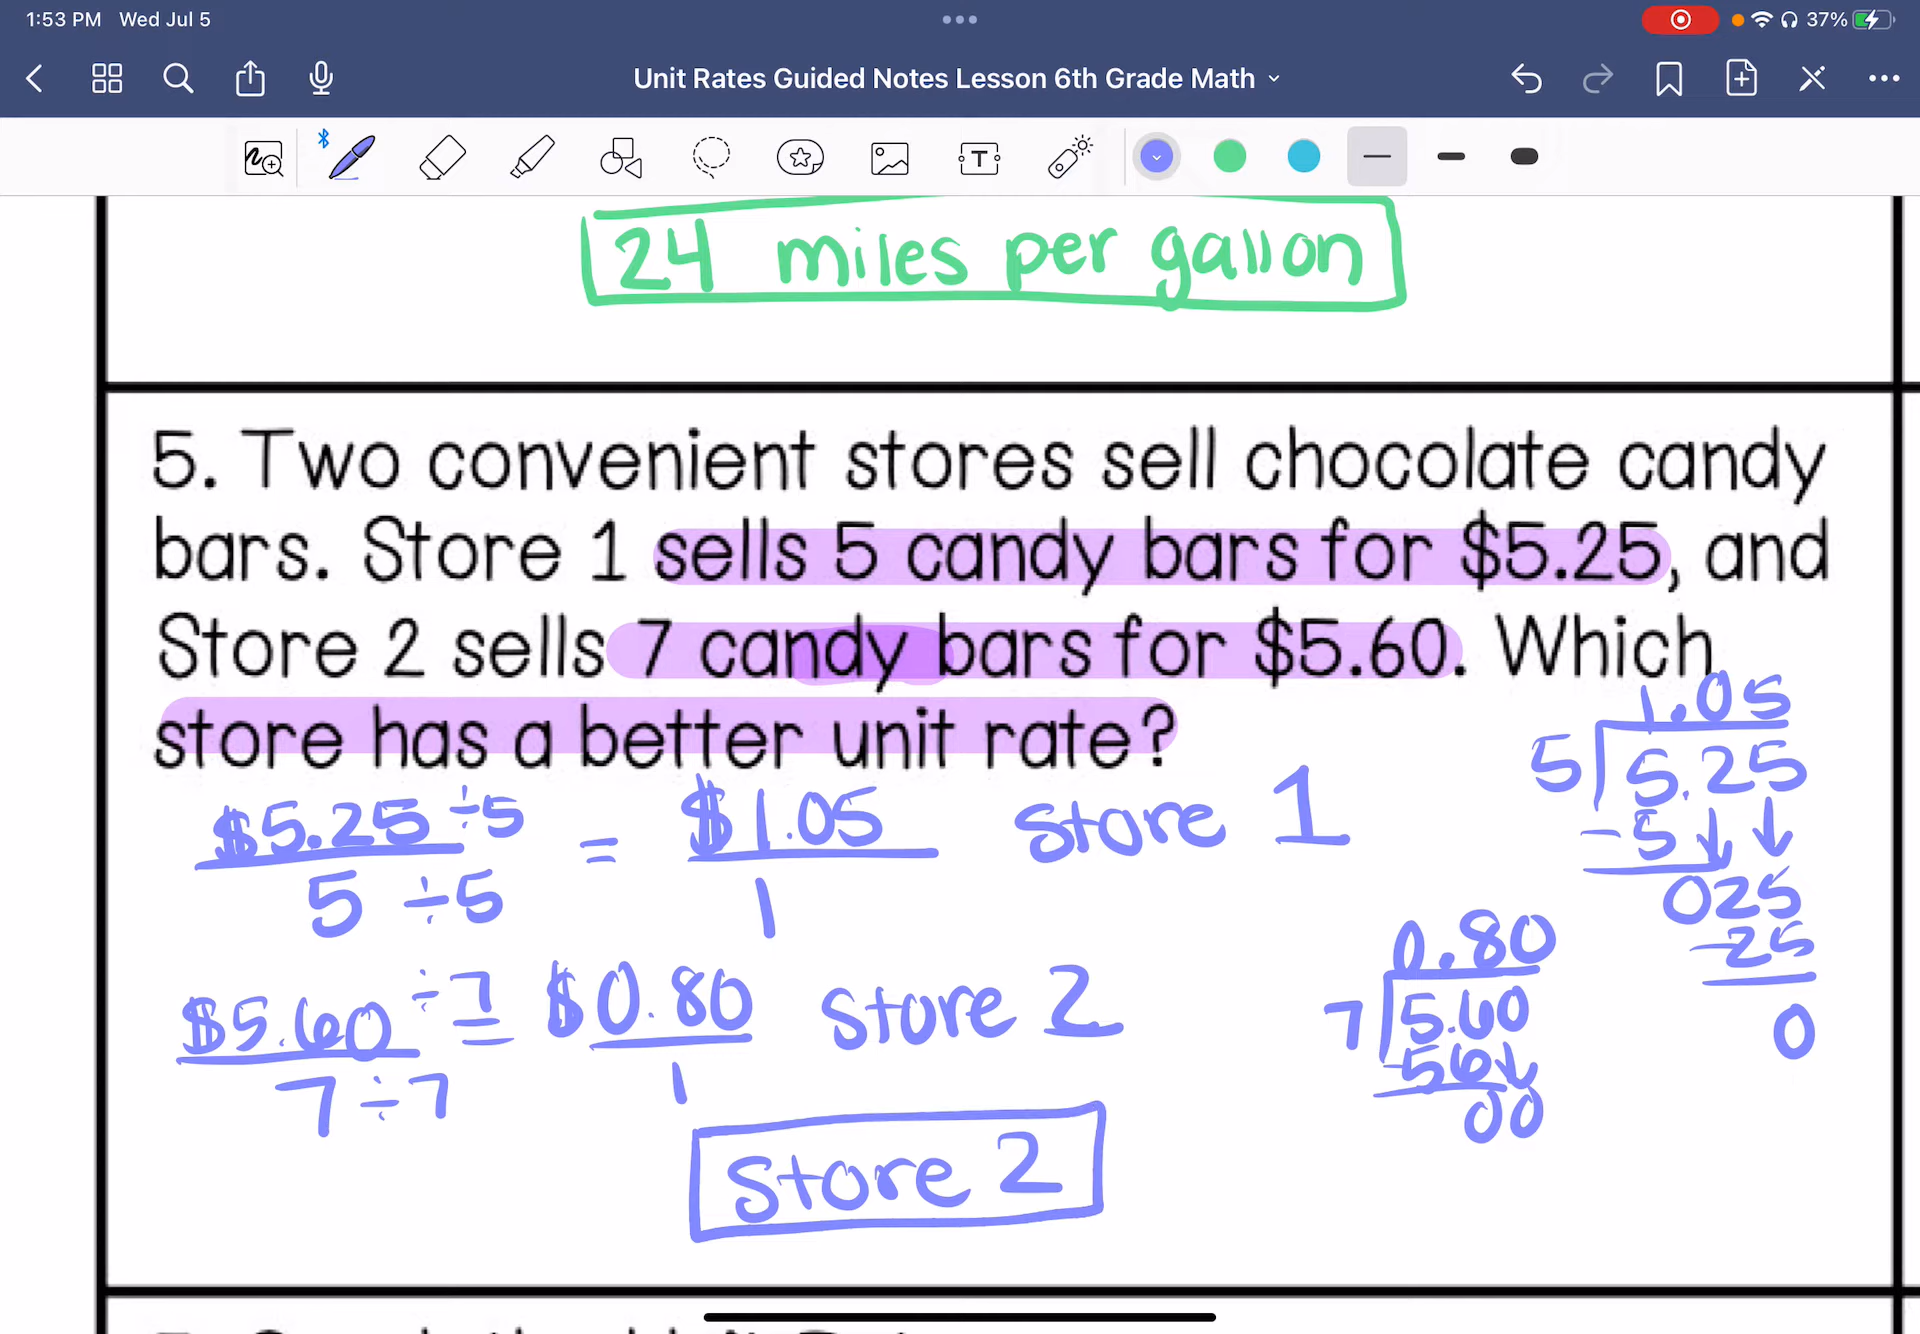 1:53 PM Wed Jul 5
37%
Unit Rates Guided Notes Lesson 6th Grade Math
T
24 miles per gallon
5. Two convenient stores sell chocolate candy
bars. Store 1 sells 5 candy bars for $5.25, and
Store 2 sells 7 candy bars for $5.60. Which
store has a better unit rate?
$5.25 ÷5
5 ÷5
=
$1.05
1
store 1
1.05
5 5.25
-5
025
-25
0
$5.60 ÷7
7 ÷7
=
$0.80
1
store 2
0.80
7 5.60
-56
00
store 2